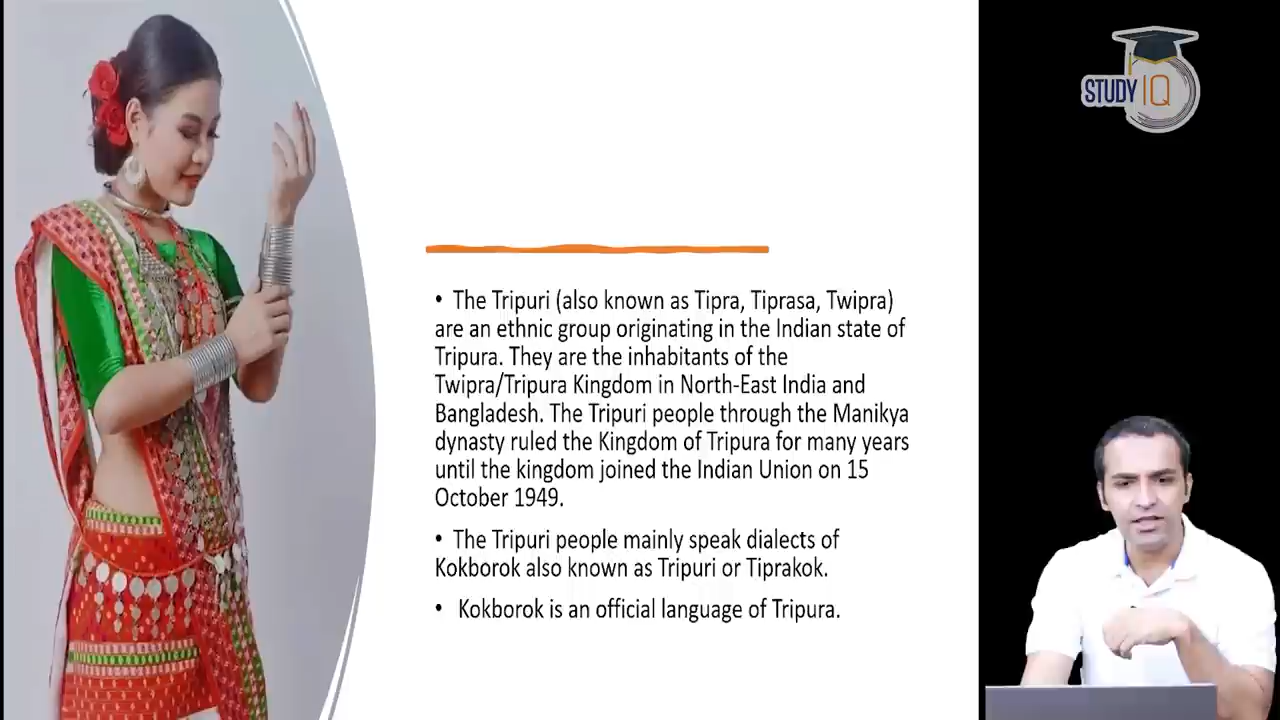 STUDY IQ
• The Tripuri (also known as Tipra, Tiprasa, Twipra)
are an ethnic group originating in the Indian state of
Tripura. They are the inhabitants of the
Twipra/Tripura Kingdom in North-East India and
Bangladesh. The Tripuri people through the Manikya
dynasty ruled the Kingdom of Tripura for many years
until the kingdom joined the Indian Union on 15
October 1949.
• The Tripuri people mainly speak dialects of
Kokborok also known as Tripuri or Tiprakok.
• Kokborok is an official language of Tripura.